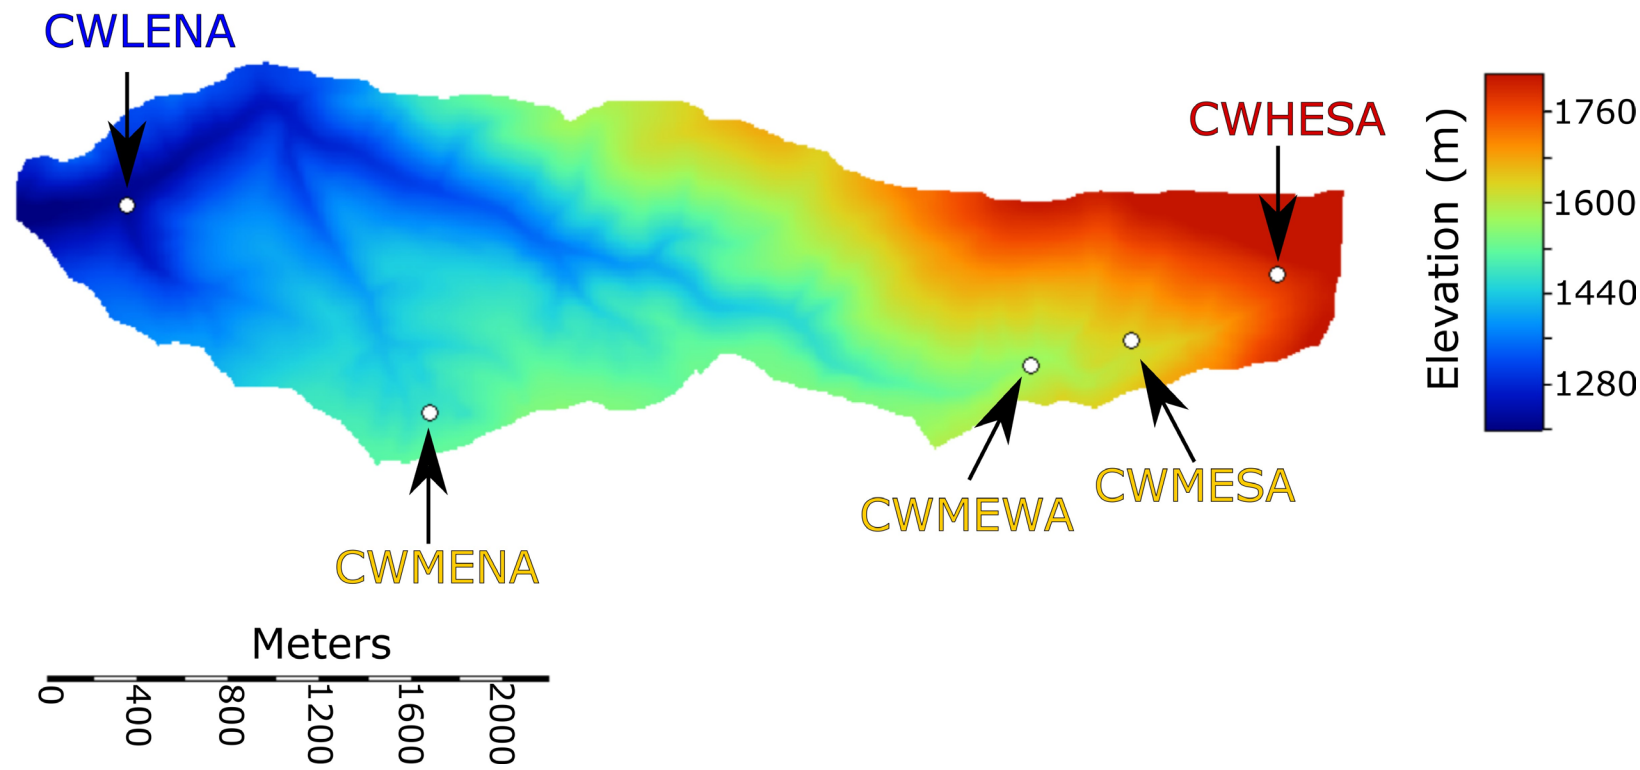 CWLENA
CWHESA
CWMENA
CWMEWA
CWMESA
Elevation (m)
1760
1600
1440
1280
Meters
0
400
800
1200
1600
2000